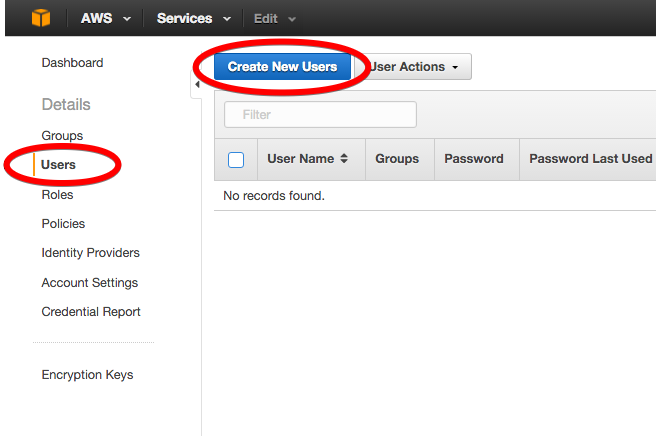 AWS Services Edit
Dashboard
Details
Groups
Users
Roles
Policies
Identity Providers
Account Settings
Credential Report
Encryption Keys
Create New Users User Actions
Filter
User Name Groups Password Password Last Used
No records found.